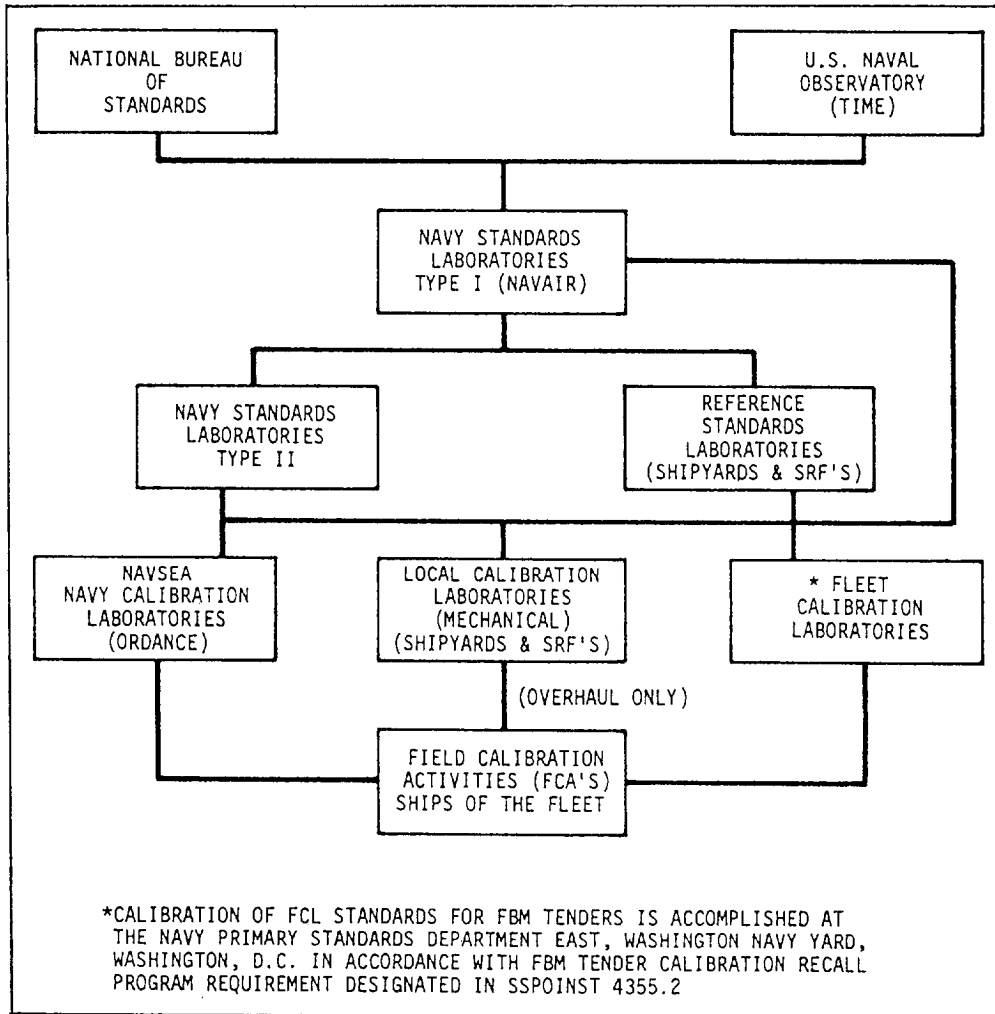 NATIONAL BUREAU
OF
STANDARDS
U.S. NAVAL
OBSERVATORY
(TIME)
NAVY STANDARDS
LABORATORIES
TYPE I (NAVAIR)
NAVY STANDARDS
LABORATORIES
TYPE II
REFERENCE
STANDARDS
LABORATORIES
(SHIPYARDS & SRF'S)
NAVSEA
NAVY CALIBRATION
LABORATORIES
(ORDANCE)
LOCAL CALIBRATION
LABORATORIES
(MECHANICAL)
(SHIPYARDS & SRF'S)
* FLEET
CALIBRATION
LABORATORIES
(OVERHAUL ONLY)
FIELD CALIBRATION
ACTIVITIES (FCA'S)
SHIPS OF THE FLEET
*CALIBRATION OF FCL STANDARDS FOR FBM TENDERS IS ACCOMPLISHED AT
THE NAVY PRIMARY STANDARDS DEPARTMENT EAST, WASHINGTON NAVY YARD,
WASHINGTON, D.C. IN ACCORDANCE WITH FBM TENDER CALIBRATION RECALL
PROGRAM REQUIREMENT DESIGNATED IN SSPOINST 4355.2